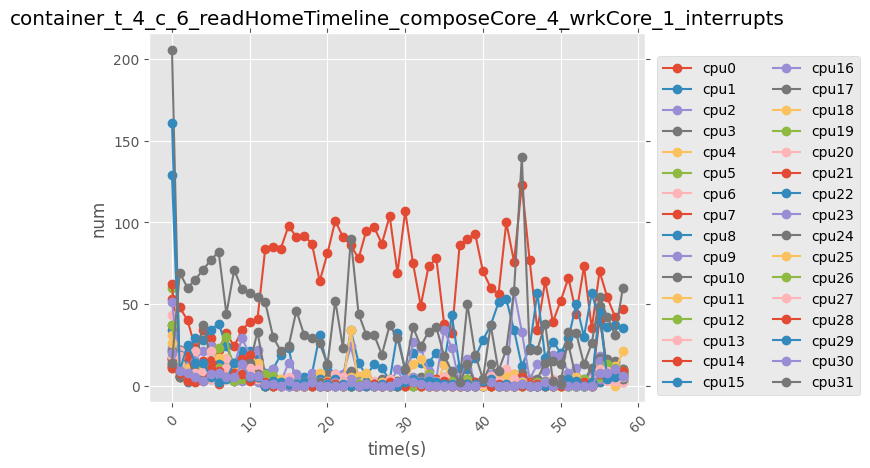 container_t_4_c_6_readHomeTimeline_composeCore_4_wrkCore_1_interrupts
200
150
100
50
0
num
0
10
20
30
40
50
60
time(s)
cpu0
cpu1
cpu2
cpu3
cpu4
cpu5
cpu6
cpu7
cpu8
cpu9
cpu10
cpu11
cpu12
cpu13
cpu14
cpu15
cpu16
cpu17
cpu18
cpu19
cpu20
cpu21
cpu22
cpu23
cpu24
cpu25
cpu26
cpu27
cpu28
cpu29
cpu30
cpu31